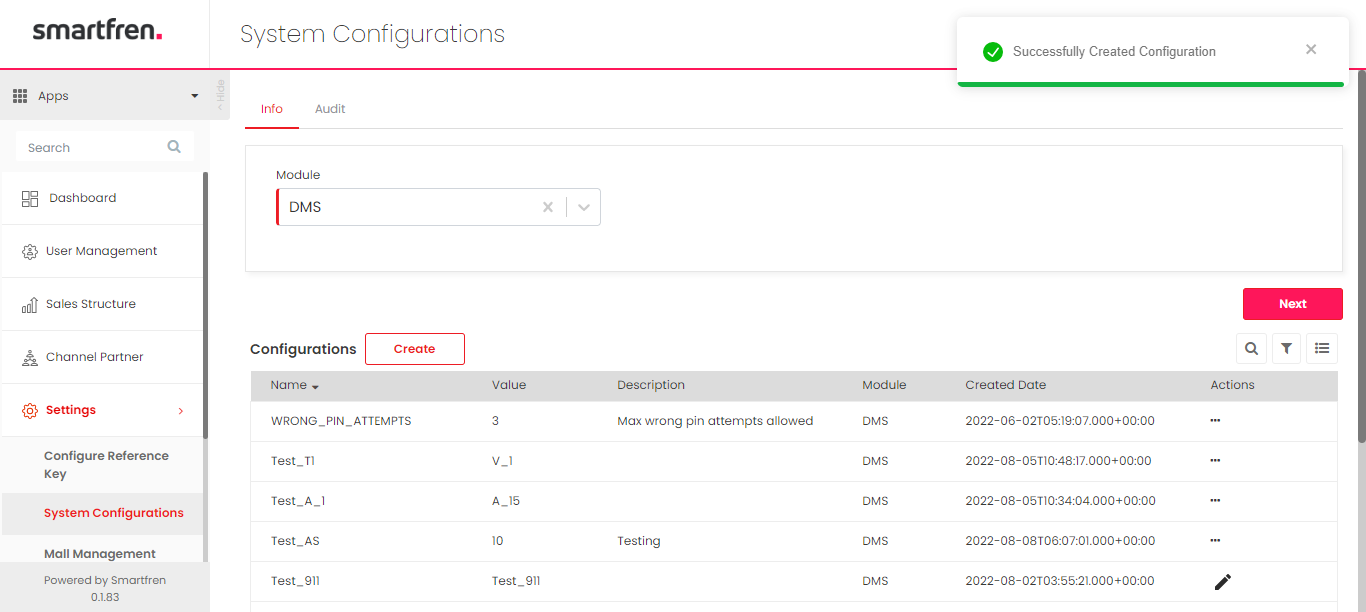 smartfren.
System Configurations
Successfully Created Configuration
Apps
Hide
Info
Audit
Search
Module
DMS
Dashboard
User Management
Sales Structure
Channel Partner
Settings
Configure Reference
Key
System Configurations
Mall Management
Powered by Smartfren
0.1.83
Next
Configurations
Create
Name Value Description Module Created Date Actions
WRONG_PIN_ATTEMPTS 3 Max wrong pin attempts allowed DMS 2022-06-02T05:19:07.000+00:00
Test_T1 V_1 DMS 2022-08-05T10:48:17.000+00:00
Test_A_1 A_15 DMS 2022-08-05T10:34:04.000+00:00
Test_AS 10 Testing DMS 2022-08-08T06:07:01.000+00:00
Test_911 Test_911 DMS 2022-08-02T03:55:21.000+00:00